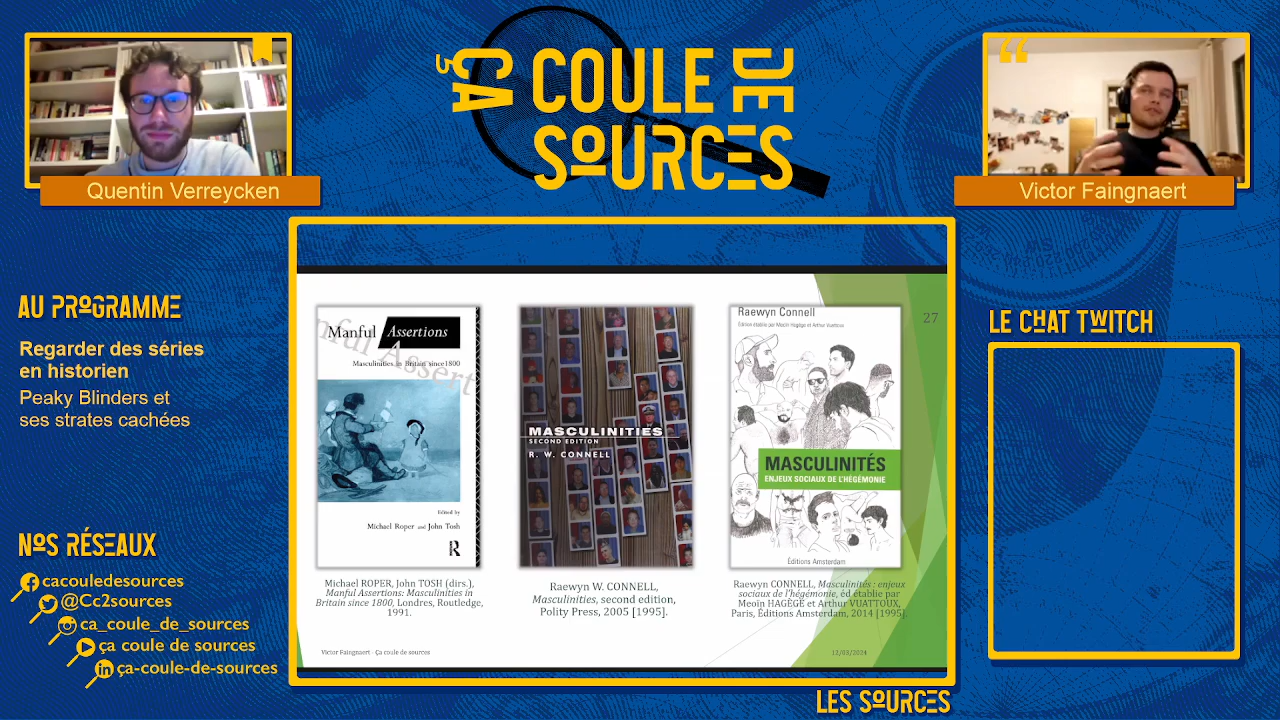 ÇA COULE DE
SOURCES
Quentin Verreycken
Victor Faingnaert
AU PROGRAMME
Regarder des séries
en historien
Peaky Blinders et
ses strates cachées
NOS RÉSEAUX
cacouledesources
@Cc2sources
ca_coule_de_sources
ça coule de sources
ça-coule-de-sources
27
Manful Assertions
Masculinities in Britain since 1800
Edited by
Michael Roper and John Tosh
R
Michael ROPER, John TOSH (dirs.),
Manful Assertions: Masculinities in
Britain since 1800, Londres, Routledge,
1991.
MASCULINITIES
SECOND EDITION
R. W. CONNELL
Raewyn W. CONNELL,
Masculinities, second edition,
Polity Press, 2005 [1995].
Raewyn Connell
Édition établie par Meoïn Hagège et Arthur Vuattoux
MASCULINITÉS
ENJEUX SOCIAUX DE L'HÉGÉMONIE
Éditions Amsterdam
Raewyn CONNELL, Masculinités : enjeux
sociaux de l'hégémonie, éd établie par
Meoïn HAGÈGE et Arthur VUATTOUX,
Paris, Éditions Amsterdam, 2014 [1995].
Victor Faingnaert - Ça coule de sources
12/03/2024
LE CHAT TWITCH
LES SOURCES